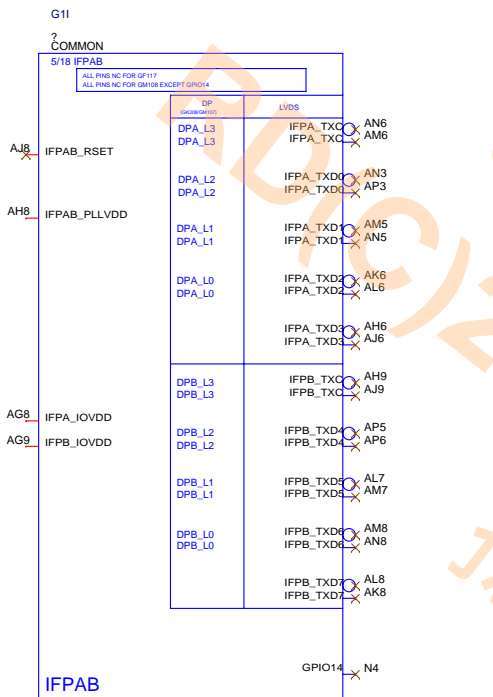 G1I
?
COMMON
5/18 IFPAB
ALL PINS NC FOR GF117
ALL PINS NC FOR GM108 EXCEPT GPIO14
DP LVDS
(GK208/GM107)
DPA_L3 IFPA_TXC AN6
DPA_L3 IFPA_TXC AM6
AJ8 IFPAB_RSET
DPA_L2 IFPA_TXD0 AN3
DPA_L2 IFPA_TXD0 AP3
AH8 IFPAB_PLLVDD
DPA_L1 IFPA_TXD1 AM5
DPA_L1 IFPA_TXD1 AN5
DPA_L0 IFPA_TXD2 AK6
DPA_L0 IFPA_TXD2 AL6
IFPA_TXD3 AH6
IFPA_TXD3 AJ6
DPB_L3 IFPB_TXC AH9
DPB_L3 IFPB_TXC AJ9
AG8 IFPA_IOVDD
DPB_L2 IFPB_TXD4 AP5
AG9 IFPB_IOVDD
DPB_L2 IFPB_TXD4 AP6
DPB_L1 IFPB_TXD5 AL7
DPB_L1 IFPB_TXD5 AM7
DPB_L0 IFPB_TXD6 AM8
DPB_L0 IFPB_TXD6 AN8
IFPB_TXD7 AL8
IFPB_TXD7 AK8
GPIO14 N4
IFPAB
RD(C)2